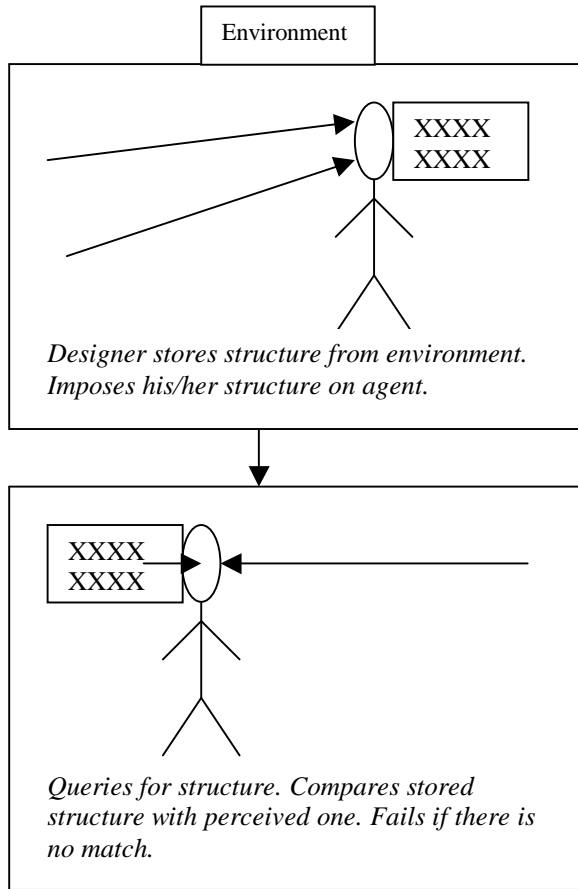 Environment
XXXX
XXXX
Designer stores structure from environment.
Imposes his/her structure on agent.
XXXX
XXXX
Queries for structure. Compares stored
structure with perceived one. Fails if there is
no match.